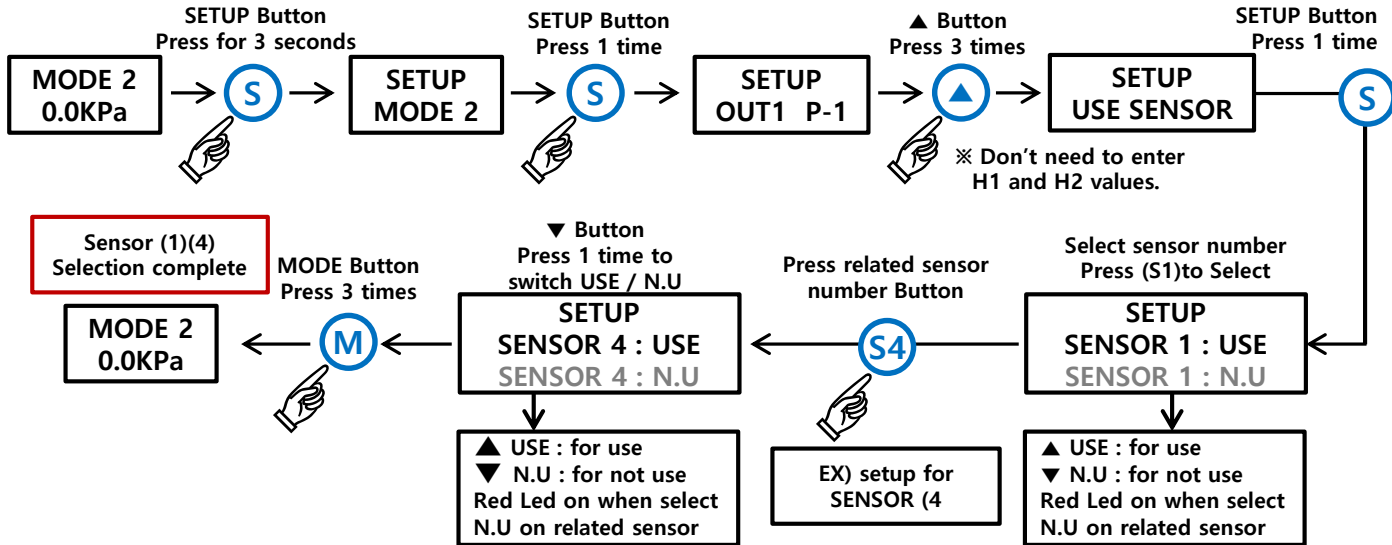 SETUP Button
Press for 3 seconds
MODE 2
0.0KPa
S
SETUP
MODE 2
SETUP Button
Press 1 time
S
SETUP
OUT1 P-1
▲ Button
Press 3 times
▲
※ Don't need to enter
H1 and H2 values.
SETUP
USE SENSOR
SETUP Button
Press 1 time
S
Select sensor number
Press (S1)to Select
SETUP
SENSOR 1 : USE
SENSOR 1 : N.U
▲ USE : for use
▼ N.U : for not use
Red Led on when select
N.U on related sensor
Press related sensor
number Button
S4
EX) setup for
SENSOR (4
▼ Button
Press 1 time to
switch USE / N.U
SETUP
SENSOR 4 : USE
SENSOR 4 : N.U
▲ USE : for use
▼ N.U : for not use
Red Led on when select
N.U on related sensor
MODE Button
Press 3 times
M
Sensor (1)(4)
Selection complete
MODE 2
0.0KPa